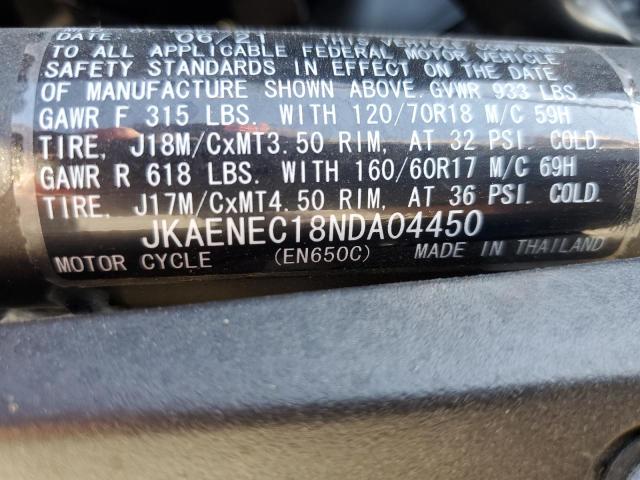 DATE: 06/21 THIS VEHICLE CONFORMS
TO ALL APPLICABLE FEDERAL MOTOR VEHICLE
SAFETY STANDARDS IN EFFECT ON THE DATE
OF MANUFACTURE SHOWN ABOVE. GVWR 933 LBS.
GAWR F 315 LBS. WITH 120/70R18 M/C 59H
TIRE, J18M/CxMT3.50 RIM, AT 32 PSI. COLD.
GAWR R 618 LBS. WITH 160/60R17 M/C 69H
TIRE, J17M/CxMT4.50 RIM, AT 36 PSI. COLD.
JKAENEC18NDA04450
MOTOR CYCLE (EN650C) MADE IN THAILAND